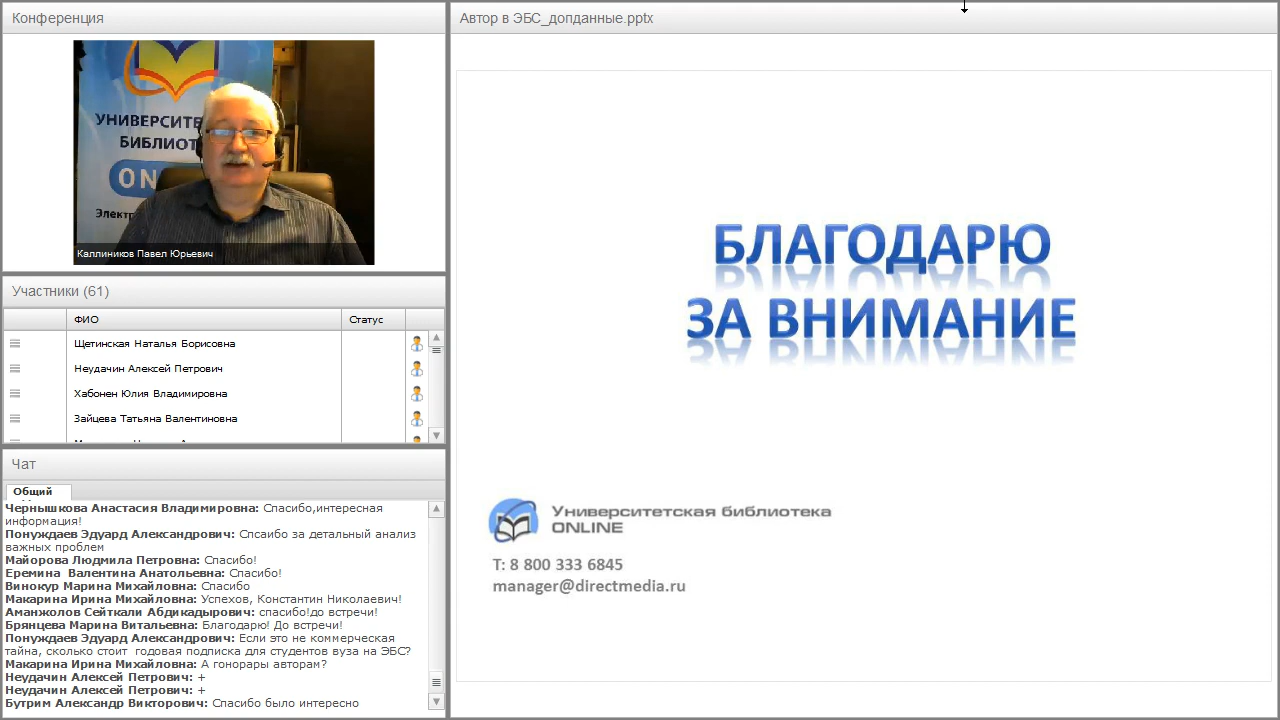 Конференция
УНИВЕРСИТЕ
БИБЛИОТ
ON
Электр
Каллиников Павел Юрьевич
Участники (61)
ФИО Статус
Щетинская Наталья Борисовна
Неудачин Алексей Петрович
Хабонен Юлия Владимировна
Зайцева Татьяна Валентиновна
Чат
Общий
Чернышкова Анастасия Владимировна: Спасибо,интересная
информация!
Понуждаев Эдуард Александрович: Спсаибо за детальный анализ
важных проблем
Майорова Людмила Петровна: Спасибо!
Еремина Валентина Анатольевна: Спасибо!
Винокур Марина Михайловна: Спасибо
Макарина Ирина Михайловна: Успехов, Константин Николаевич!
Аманжолов Сейткали Абдикадырович: спасибо!до встречи!
Брянцева Марина Витальевна: Благодарю! До встречи!
Понуждаев Эдуард Александрович: Если это не коммерческая
тайна, сколько стоит годовая подписка для студентов вуза на ЭБС?
Макарина Ирина Михайловна: А гонорары авторам?
Неудачин Алексей Петрович: +
Неудачин Алексей Петрович: +
Бутрим Александр Викторович: Спасибо было интересно
Автор в ЭБС_допданные.pptx
БЛАГОДАРЮ
ЗА ВНИМАНИЕ
Университетская библиотека
ONLINE
Т: 8 800 333 6845
manager@directmedia.ru